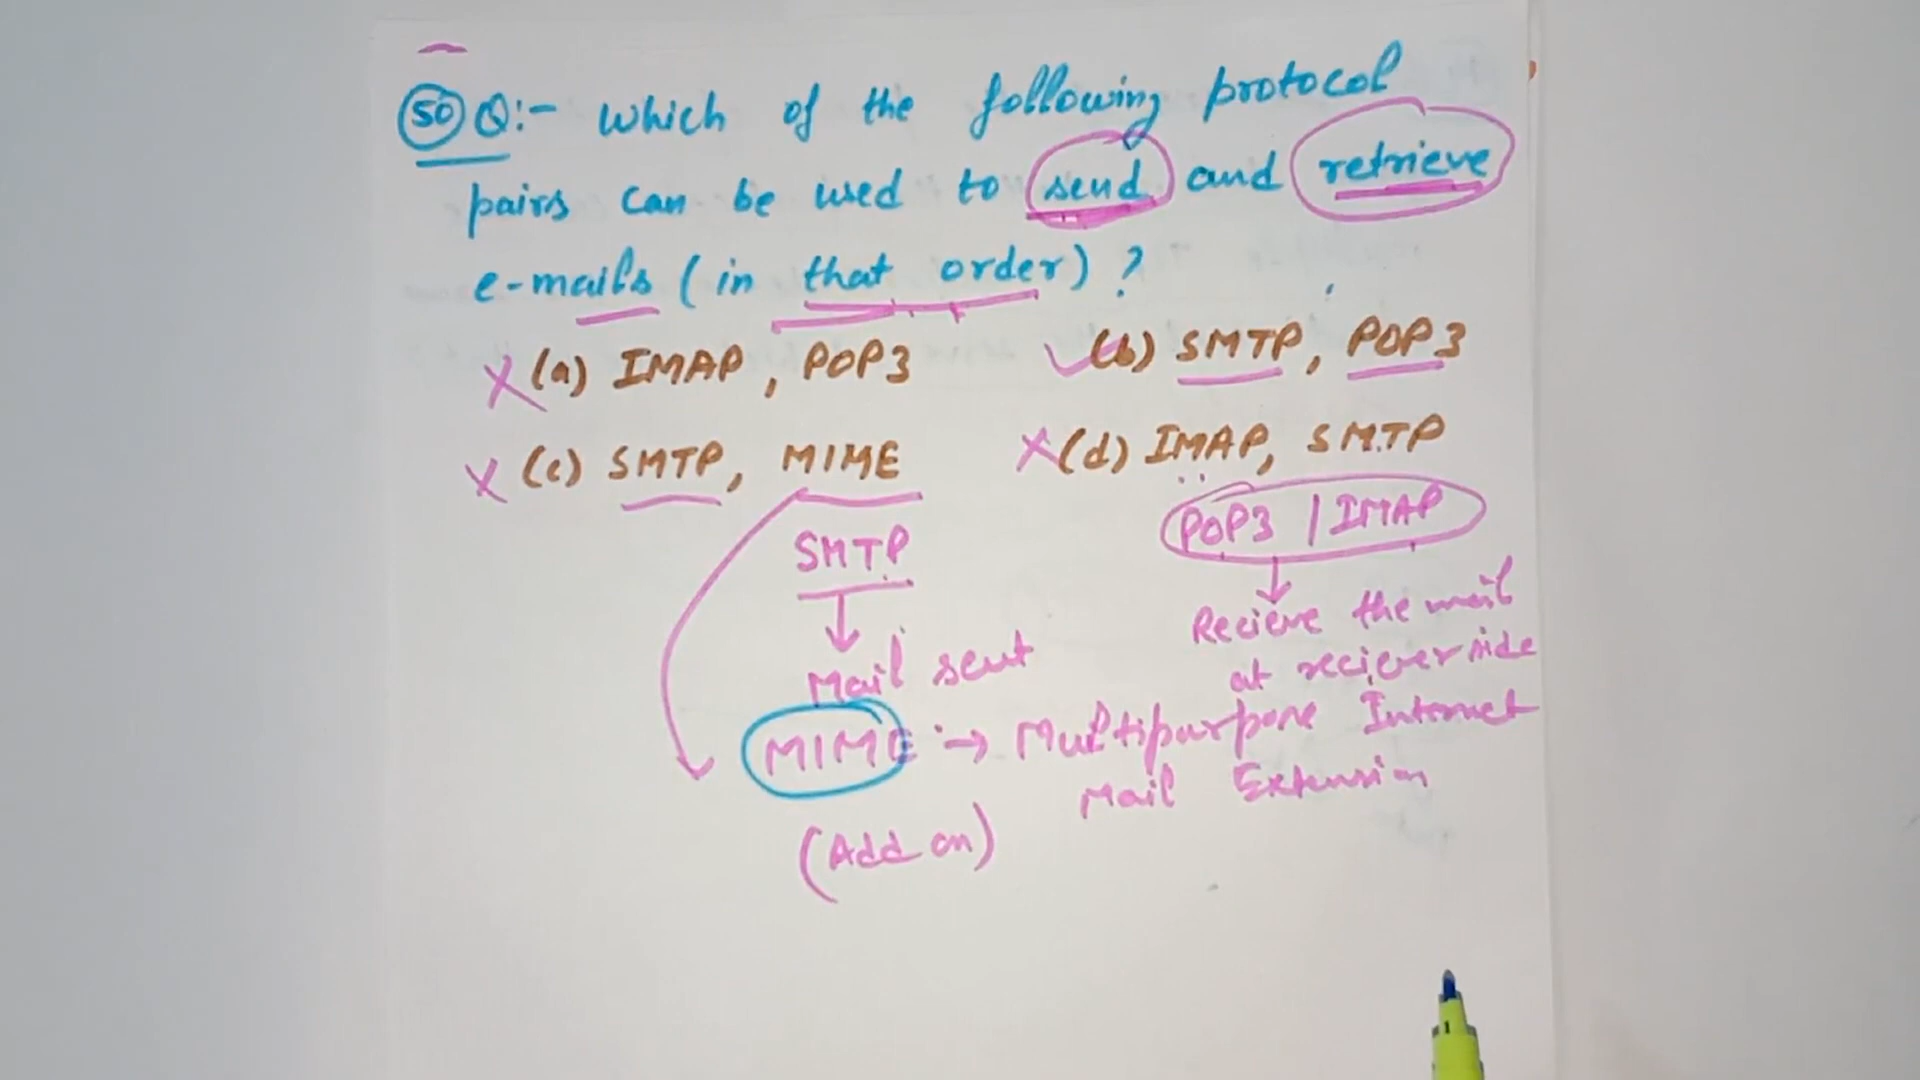 50 Q:- which of the following protocol
pairs can be used to send and retrieve
e-mails (in that order) ?
(a) IMAP, POP3 (b) SMTP, POP3
(c) SMTP, MIME (d) IMAP, SMTP
SMTP POP3 / IMAP
Mail sent Recieve the mail
at reciever side
MIME → Multipurpose Internet
Mail Extension
(Add on)